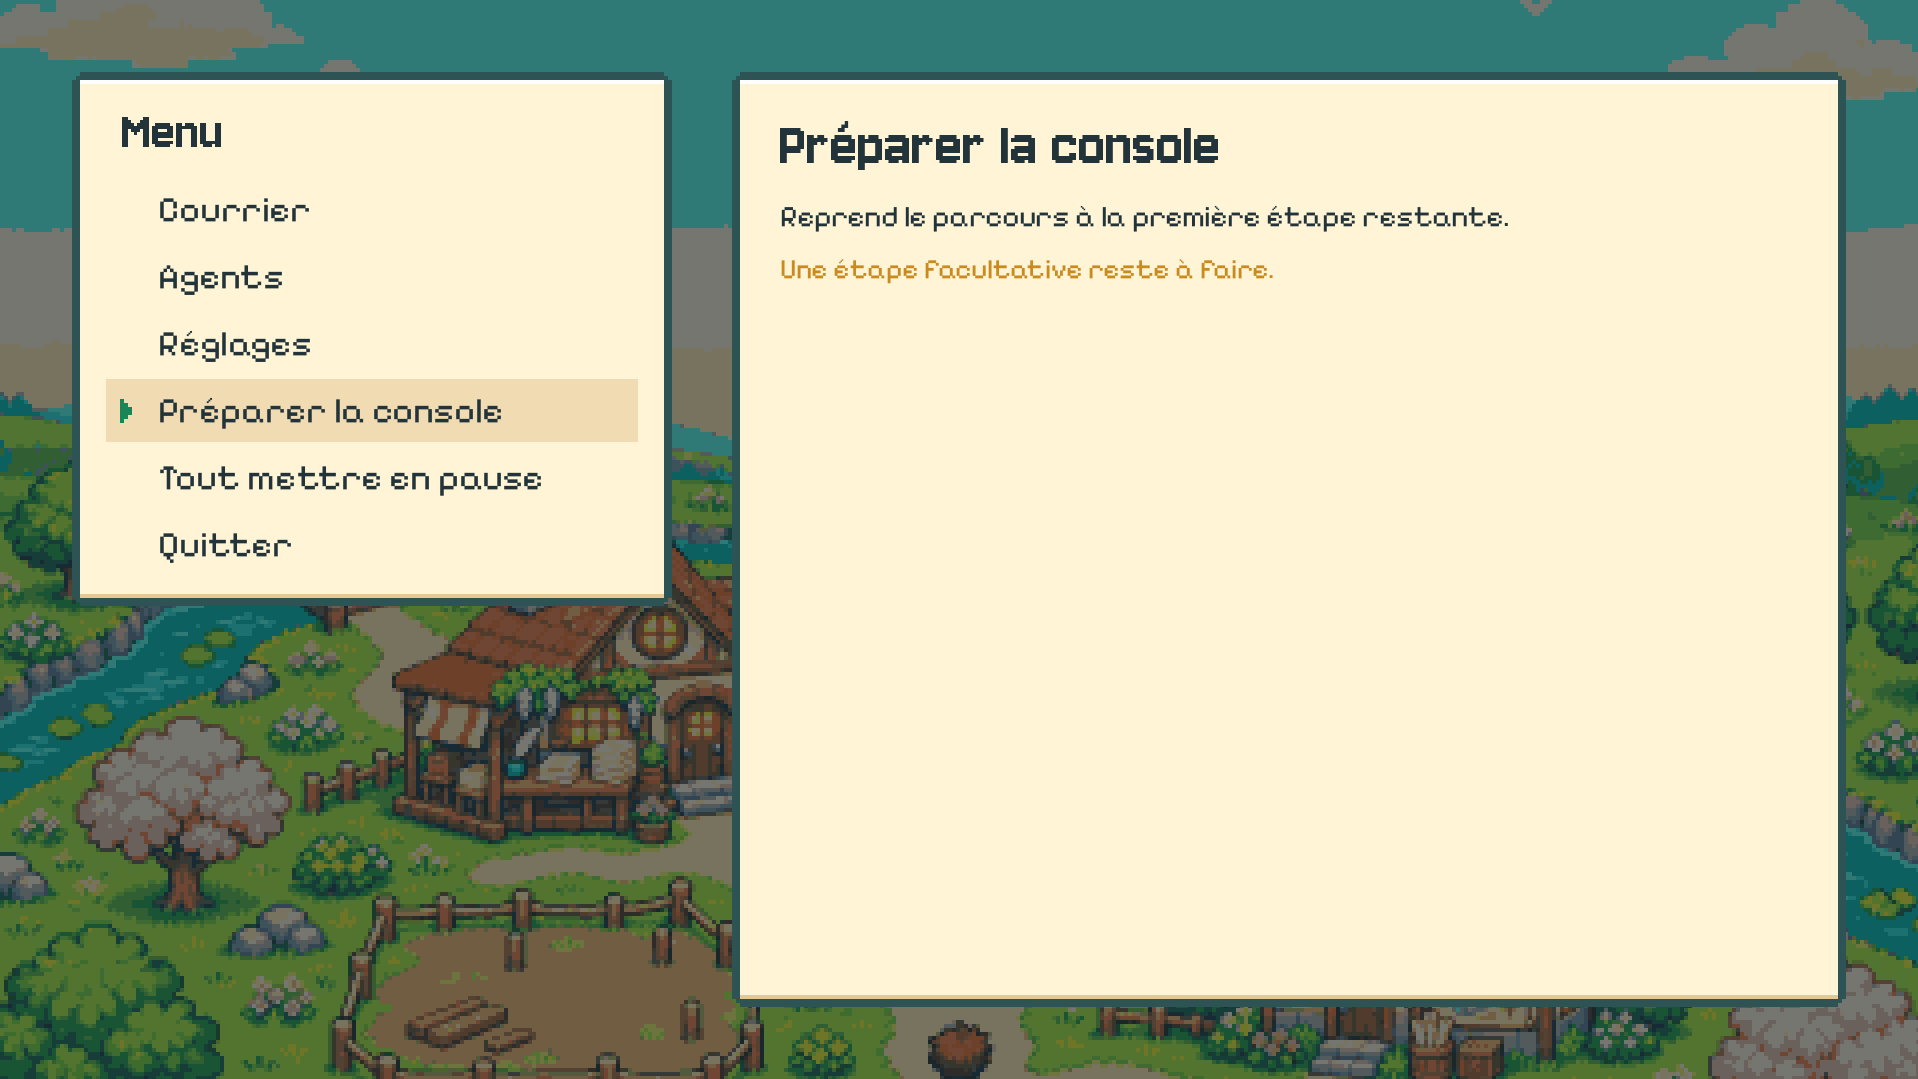 Menu
Courrier
Agents
Réglages
Préparer la console
Tout mettre en pause
Quitter
Préparer la console
Reprend le parcours à la première étape restante.
Une étape facultative reste à faire.